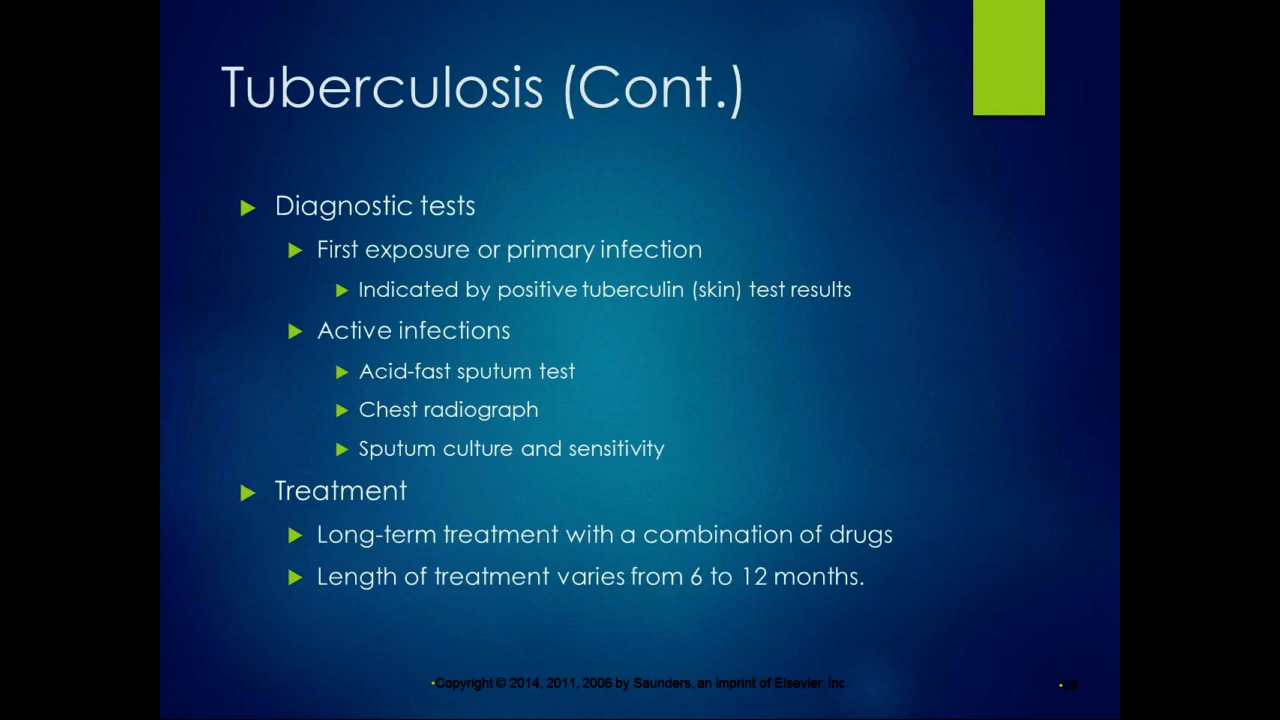 Tuberculosis (Cont.)
Diagnostic tests
First exposure or primary infection
Indicated by positive tuberculin (skin) test results
Active infections
Acid-fast sputum test
Chest radiograph
Sputum culture and sensitivity
Treatment
Long-term treatment with a combination of drugs
Length of treatment varies from 6 to 12 months.
•Copyright © 2014, 2011, 2006 by Saunders, an imprint of Elsevier, Inc.